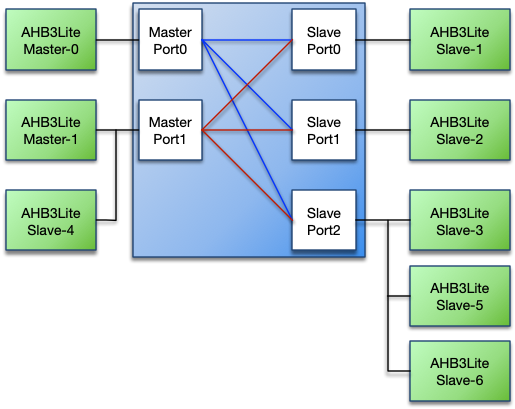 AHB3Lite
Master-0
Master
Port0
Slave
Port0
AHB3Lite
Slave-1
AHB3Lite
Master-1
Master
Port1
Slave
Port1
AHB3Lite
Slave-2
AHB3Lite
Slave-4
Slave
Port2
AHB3Lite
Slave-3
AHB3Lite
Slave-5
AHB3Lite
Slave-6